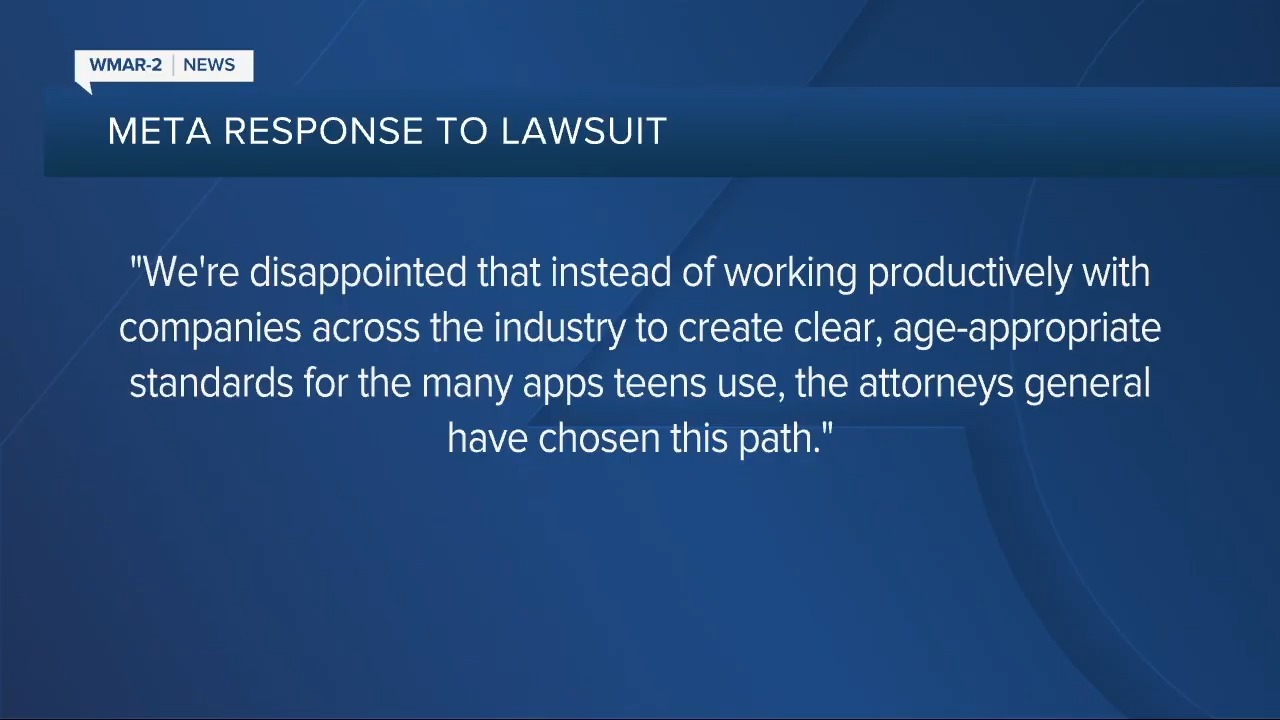 WMAR-2 | NEWS
META RESPONSE TO LAWSUIT
"We're disappointed that instead of working productively with
companies across the industry to create clear, age-appropriate
standards for the many apps teens use, the attorneys general
have chosen this path."